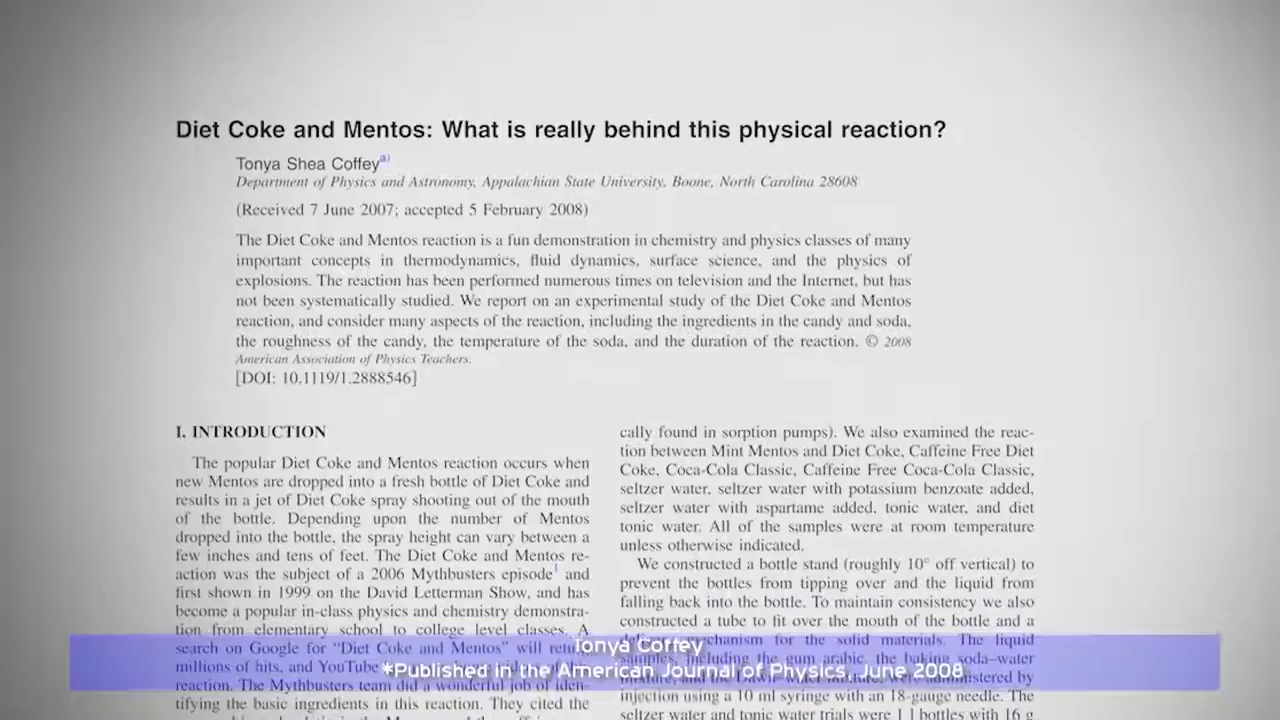 Diet Coke and Mentos: What is really behind this physical reaction?
Tonya Shea Coffey a)
Department of Physics and Astronomy, Appalachian State University, Boone, North Carolina 28608
(Received 7 June 2007; accepted 5 February 2008)
The Diet Coke and Mentos reaction is a fun demonstration in chemistry and physics classes of many
important concepts in thermodynamics, fluid dynamics, surface science, and the physics of
explosions. The reaction has been performed numerous times on television and the Internet, but has
not been systematically studied. We report on an experimental study of the Diet Coke and Mentos
reaction, and consider many aspects of the reaction, including the ingredients in the candy and soda,
the roughness of the candy, the temperature of the soda, and the duration of the reaction. © 2008
American Association of Physics Teachers.
[DOI: 10.1119/1.2888546]
I. INTRODUCTION
The popular Diet Coke and Mentos reaction occurs when
new Mentos are dropped into a fresh bottle of Diet Coke and
results in a jet of Diet Coke spray shooting out of the mouth
of the bottle. Depending upon the number of Mentos
dropped into the bottle, the spray height can vary between a
few inches and tens of feet. The Diet Coke and Mentos re-
action was the subject of a 2006 Mythbusters episode1 and
first shown in 1999 on the David Letterman Show, and has
become a popular in-class physics and chemistry demonstra-
tion from elementary school to college level classes. A
search on Google for "Diet Coke and Mentos" will return
millions of hits, and YouTube
reaction. The Mythbusters team did a wonderful job of iden-
tifying the basic ingredients in this reaction. They cited the
cally found in sorption pumps). We also examined the reac-
tion between Mint Mentos and Diet Coke, Caffeine Free Diet
Coke, Coca-Cola Classic, Caffeine Free Coca-Cola Classic,
seltzer water, seltzer water with potassium benzoate added,
seltzer water with aspartame added, tonic water, and diet
tonic water. All of the samples were at room temperature
unless otherwise indicated.
We constructed a bottle stand (roughly 10° off vertical) to
prevent the bottles from tipping over and the liquid from
falling back into the bottle. To maintain consistency we also
constructed a tube to fit over the mouth of the bottle and a
mechanism for the solid materials. The liquid
samples, including the gum arabic, the baking soda–water
injection using a 10 ml syringe with an 18-gauge needle. The
seltzer water and tonic water trials were 1 l bottles with 16 g
Tonya Coffey
*Published in the American Journal of Physics, June 2008